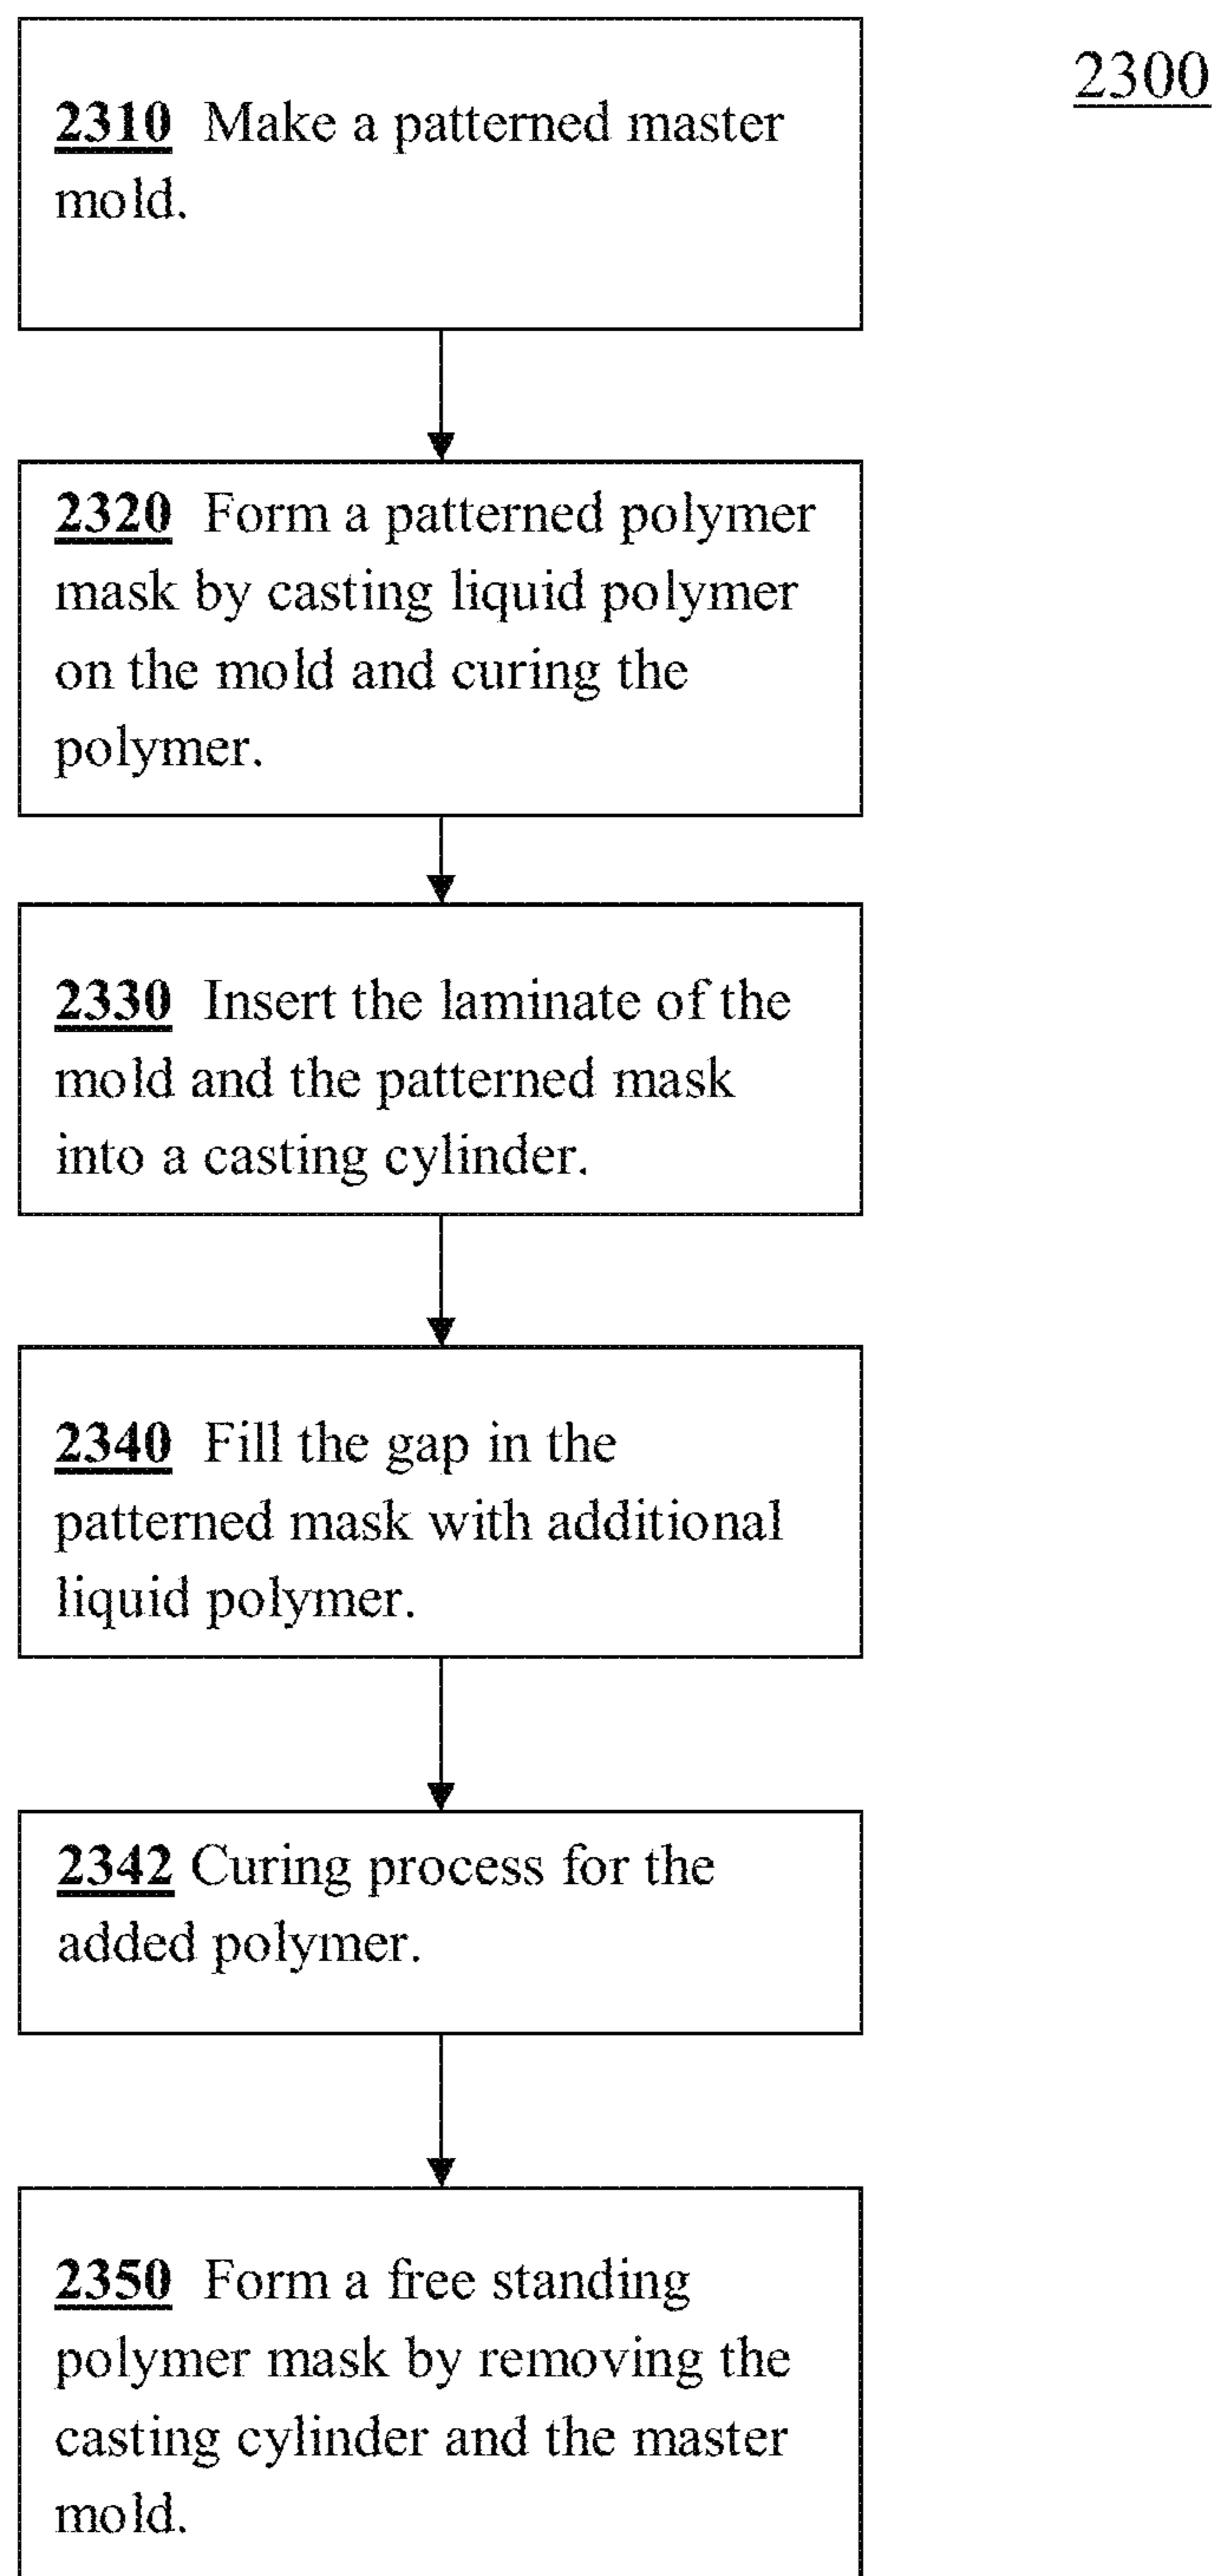 2300
2310 Make a patterned master
mold.
2320 Form a patterned polymer
mask by casting liquid polymer
on the mold and curing the
polymer.
2330 Insert the laminate of the
mold and the patterned mask
into a casting cylinder.
2340 Fill the gap in the
patterned mask with additional
liquid polymer.
2342 Curing process for the
added polymer.
2350 Form a free standing
polymer mask by removing the
casting cylinder and the master
mold.